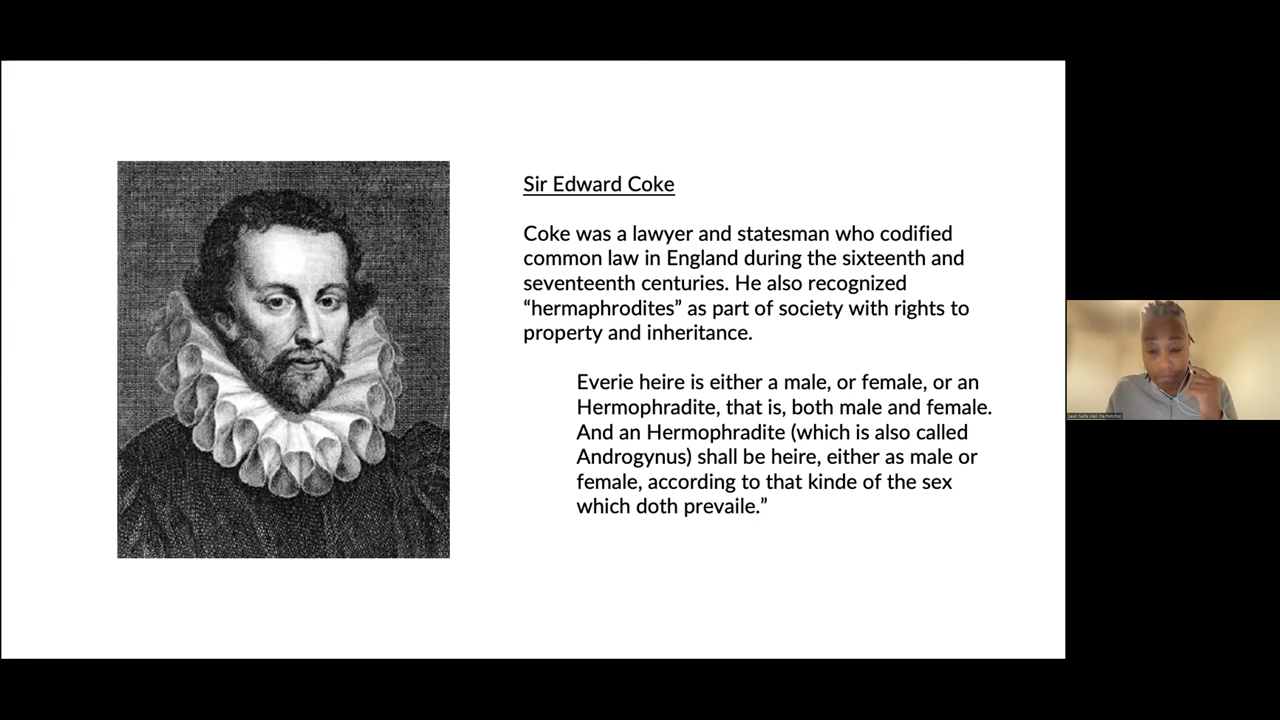 Sir Edward Coke
Coke was a lawyer and statesman who codified
common law in England during the sixteenth and
seventeenth centuries. He also recognized
“hermaphrodites” as part of society with rights to
property and inheritance.
Everie heire is either a male, or female, or an
Hermophradite, that is, both male and female.
And an Hermophradite (which is also called
Androgynus) shall be heire, either as male or
female, according to that kinde of the sex
which doth prevaile.”